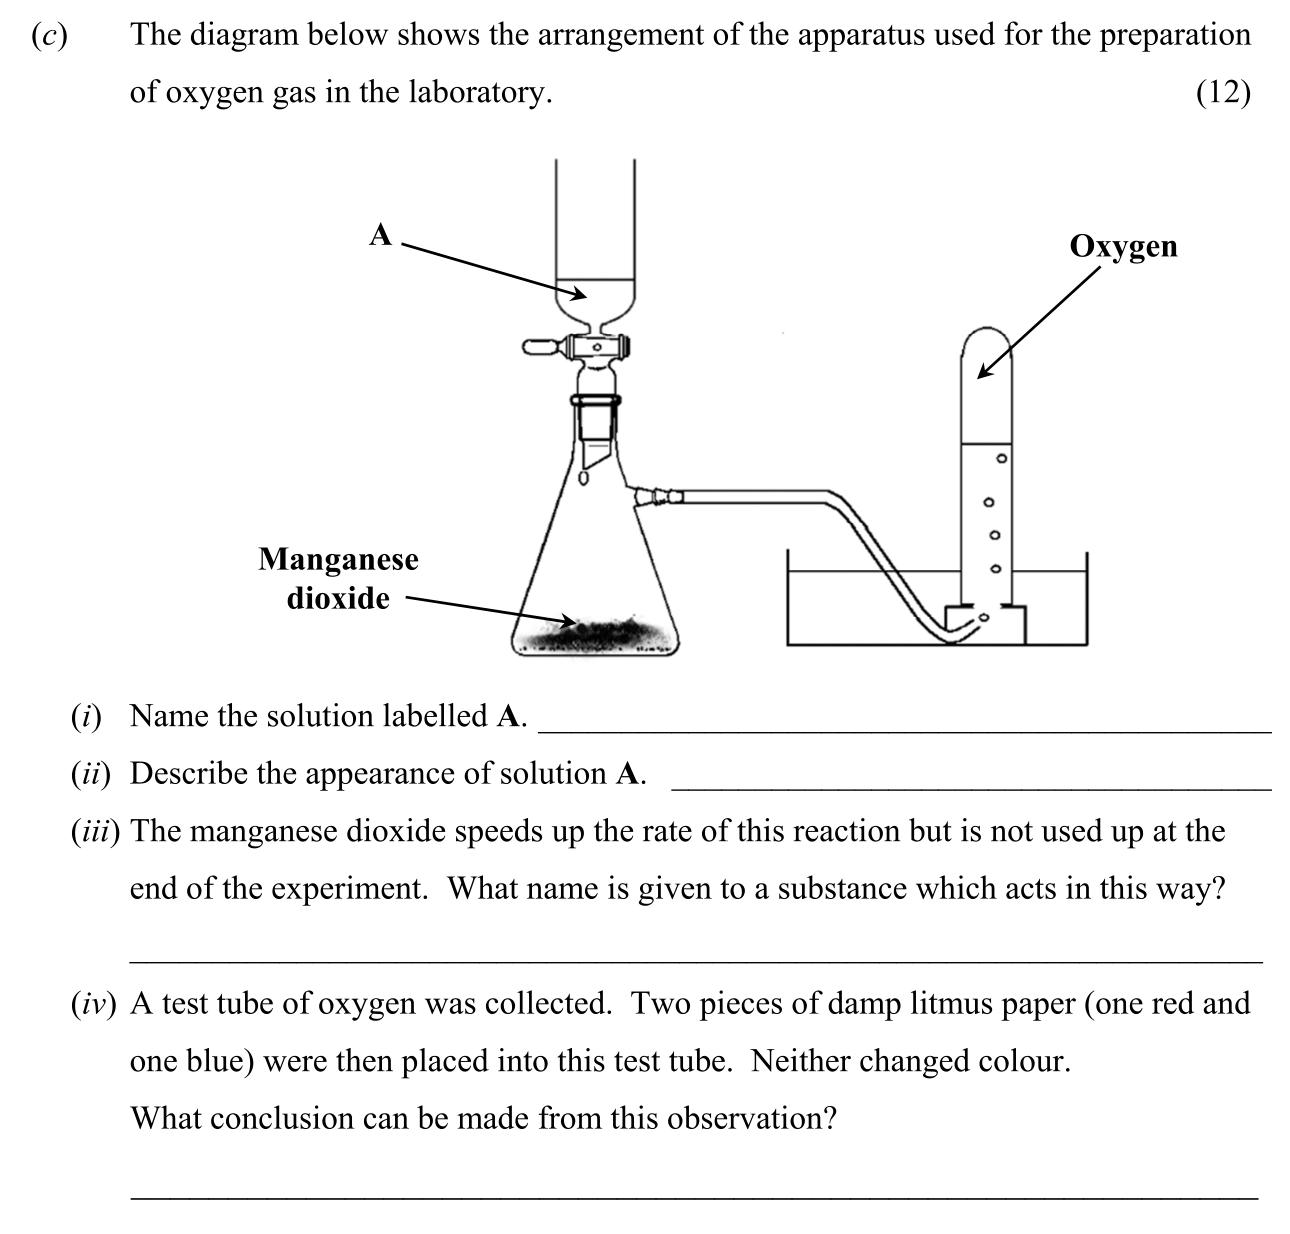 (c) The diagram below shows the arrangement of the apparatus used for the preparation
of oxygen gas in the laboratory. (12)
A
Oxygen
Manganese
dioxide
(i) Name the solution labelled A. ____________________
(ii) Describe the appearance of solution A. ____________________
(iii) The manganese dioxide speeds up the rate of this reaction but is not used up at the
end of the experiment. What name is given to a substance which acts in this way?
(iv) A test tube of oxygen was collected. Two pieces of damp litmus paper (one red and
one blue) were then placed into this test tube. Neither changed colour.
What conclusion can be made from this observation?